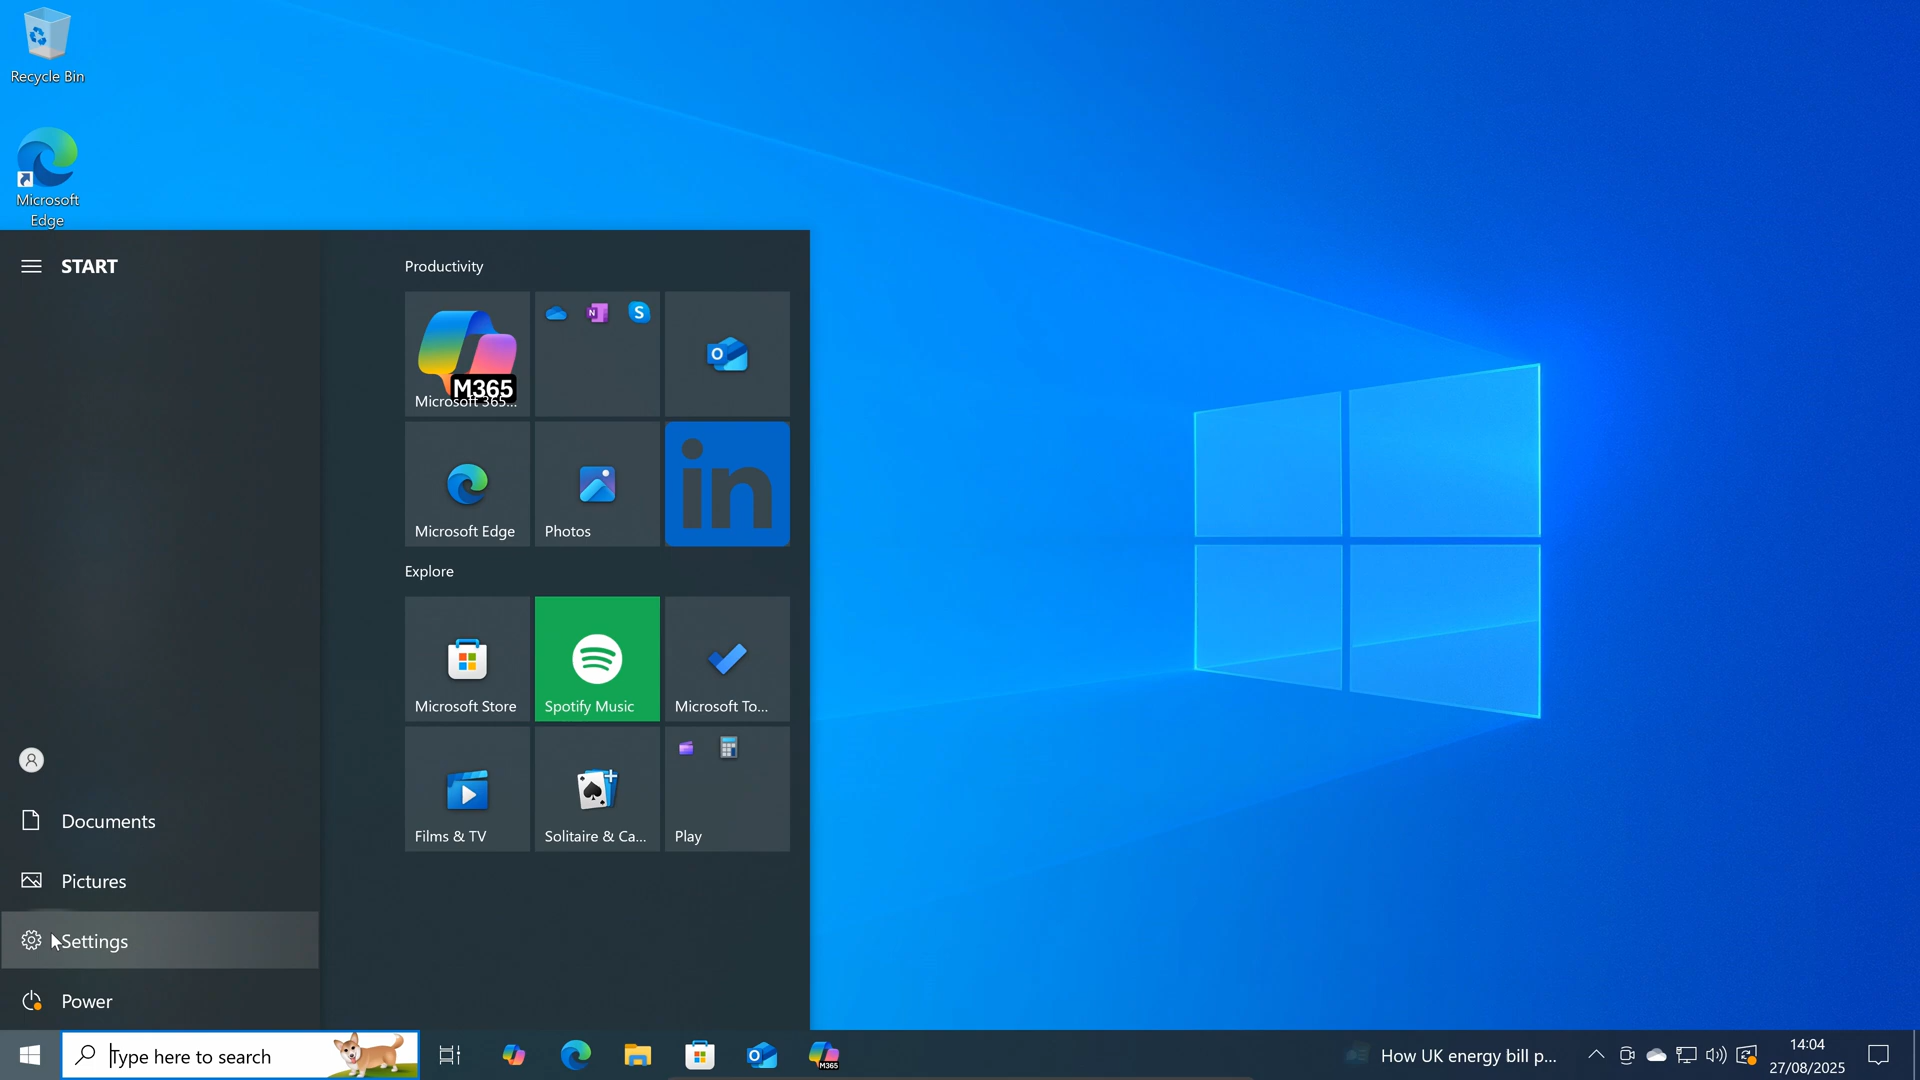 Recycle Bin
Microsoft
Edge
START
Productivity
M365
Microsoft 365...
N
S
O
Microsoft Edge
Photos
in
Explore
Microsoft Store
Spotify Music
Microsoft To...
Films & TV
Solitaire & Ca...
Play
Documents
Pictures
Settings
Power
Type here to search
O
M365
How UK energy bill p...
14:04
27/08/2025